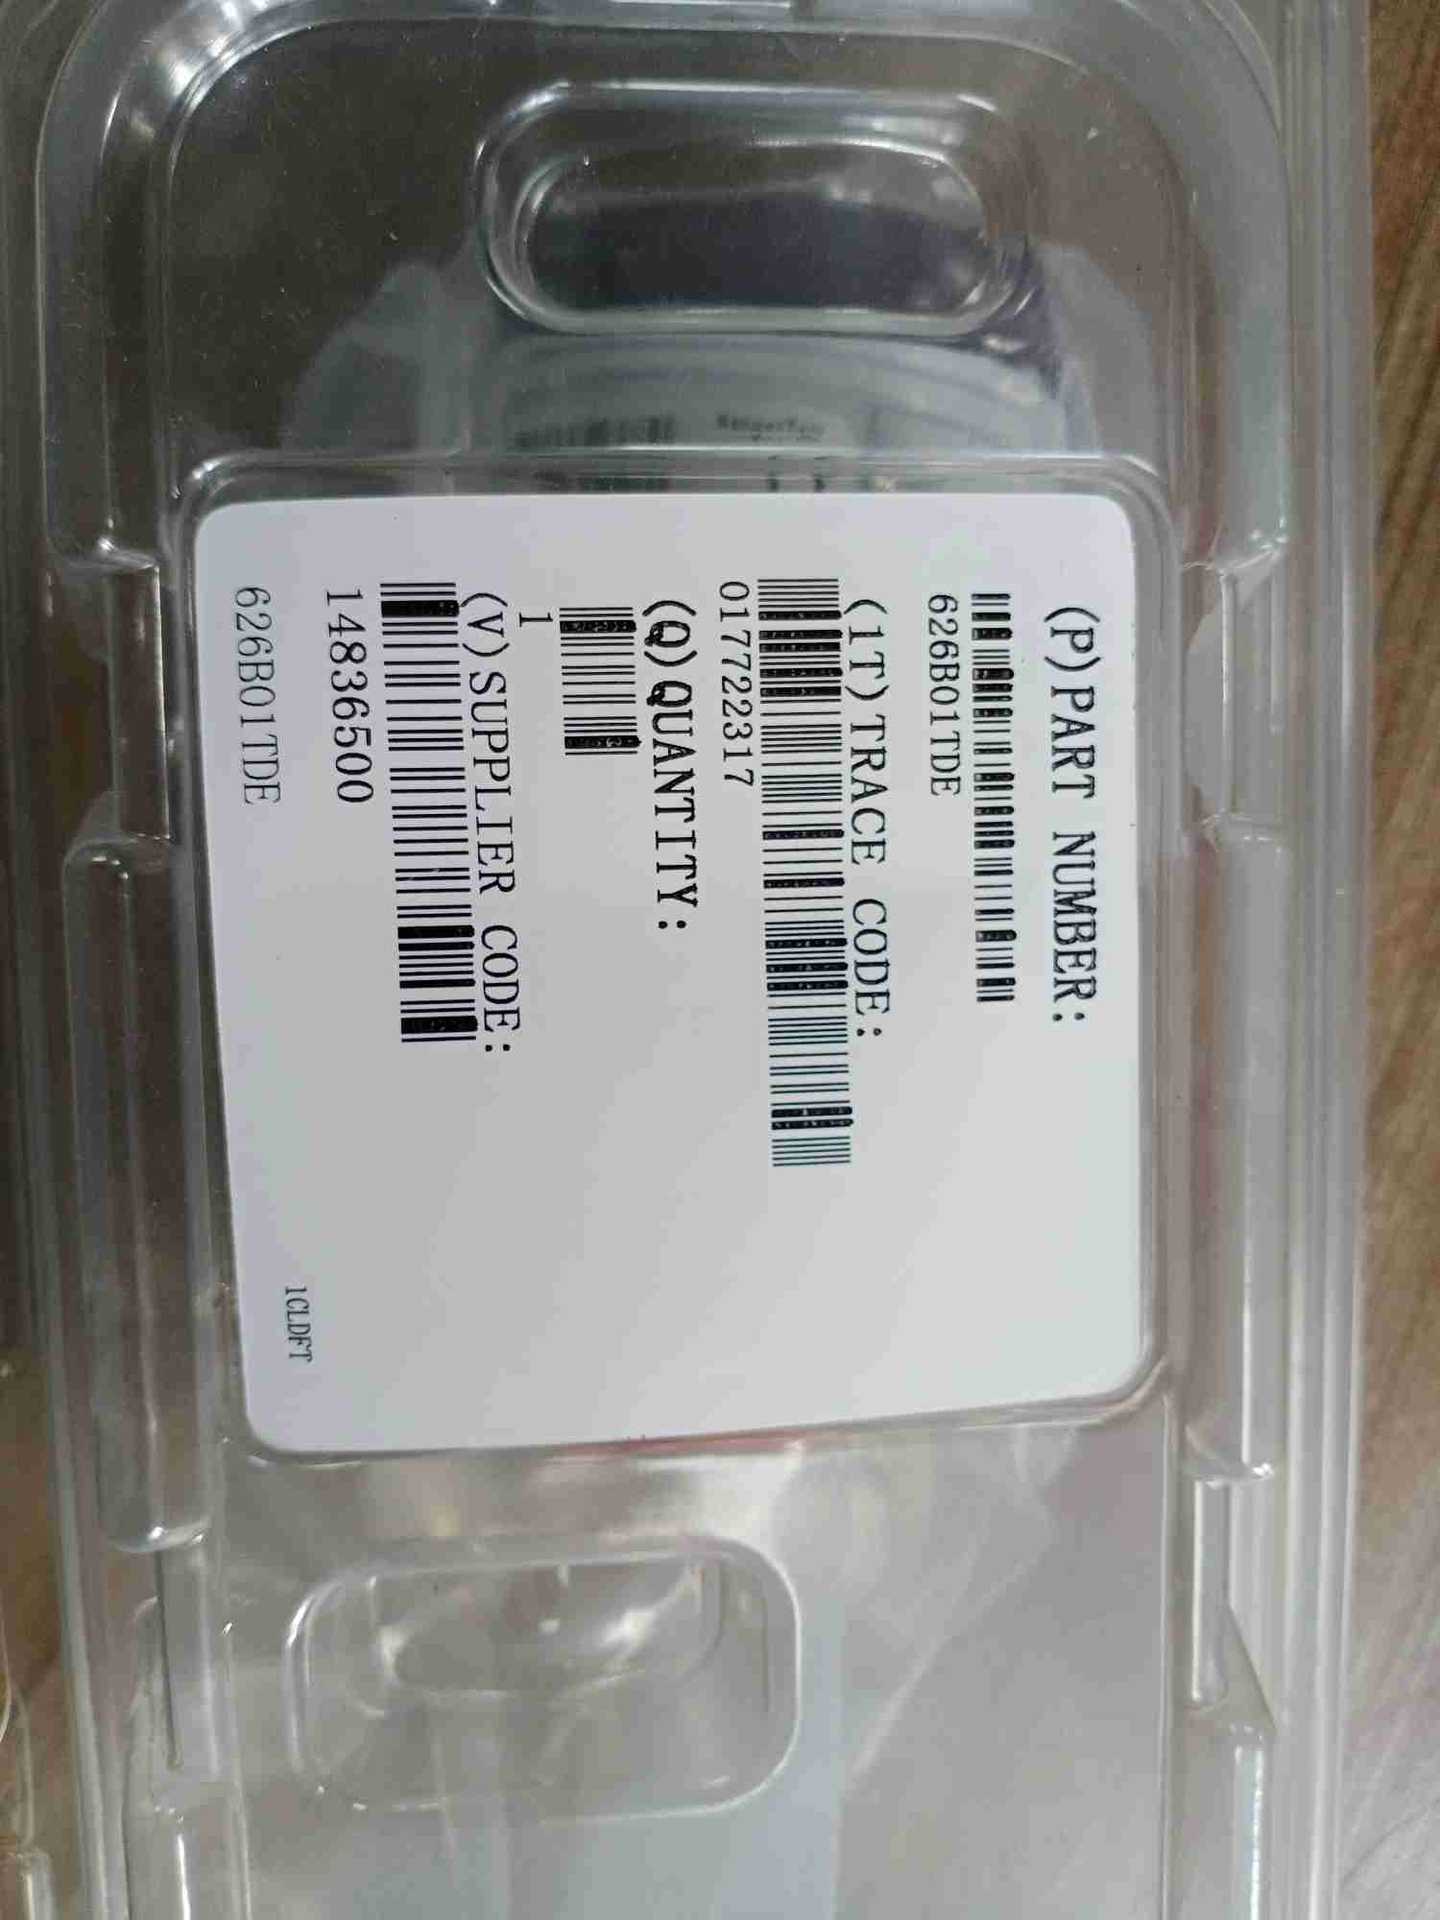 (P)PART NUMBER:
626B01TDE
(1T)TRACE CODE:
017722317
(Q)QUANTITY:
1
(V)SUPPLIER CODE:
14836500
626B01TDE
1CLDFT